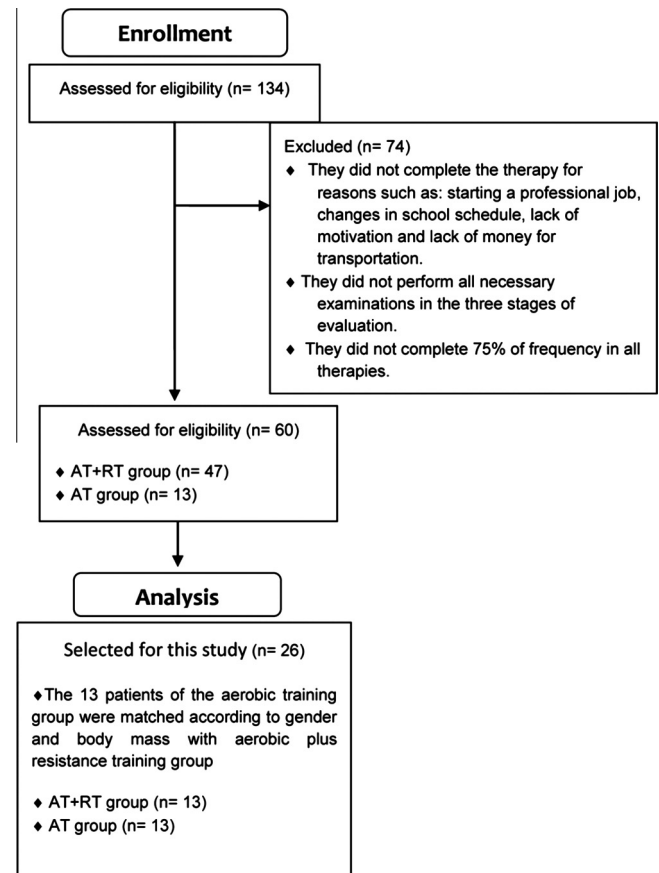 Enrollment
Assessed for eligibility (n= 134)
Excluded (n= 74)
♦ They did not complete the therapy for
reasons such as: starting a professional job,
changes in school schedule, lack of
motivation and lack of money for
transportation.
♦ They did not perform all necessary
examinations in the three stages of
evaluation.
♦ They did not complete 75% of frequency in all
therapies.
Assessed for eligibility (n= 60)
♦ AT+RT group (n= 47)
♦ AT group (n= 13)
Analysis
Selected for this study (n= 26)
♦The 13 patients of the aerobic training
group were matched according to gender
and body mass with aerobic plus
resistance training group
♦ AT+RT group (n= 13)
♦ AT group (n= 13)